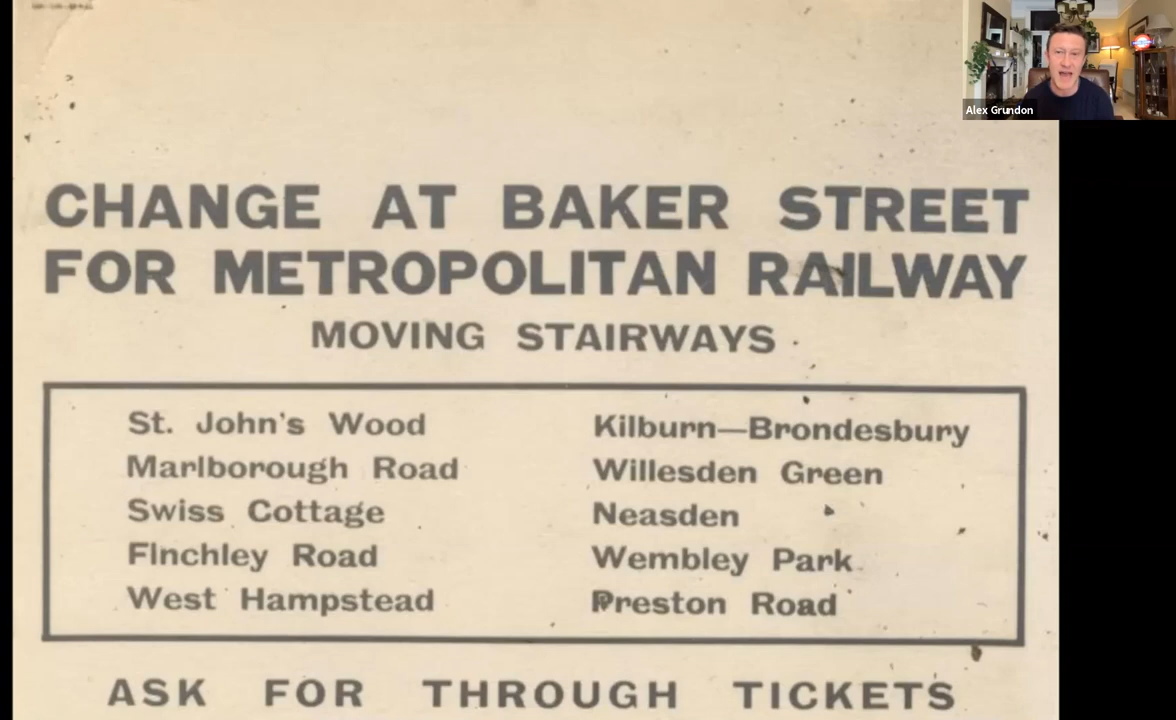 Alex Grundon
CHANGE AT BAKER STREET
FOR METROPOLITAN RAILWAY
MOVING STAIRWAYS
St. John's Wood
Marlborough Road
Swiss Cottage
Finchley Road
West Hampstead
Kilburn—Brondesbury
Willesden Green
Neasden
Wembley Park
Preston Road
ASK FOR THROUGH TICKETS